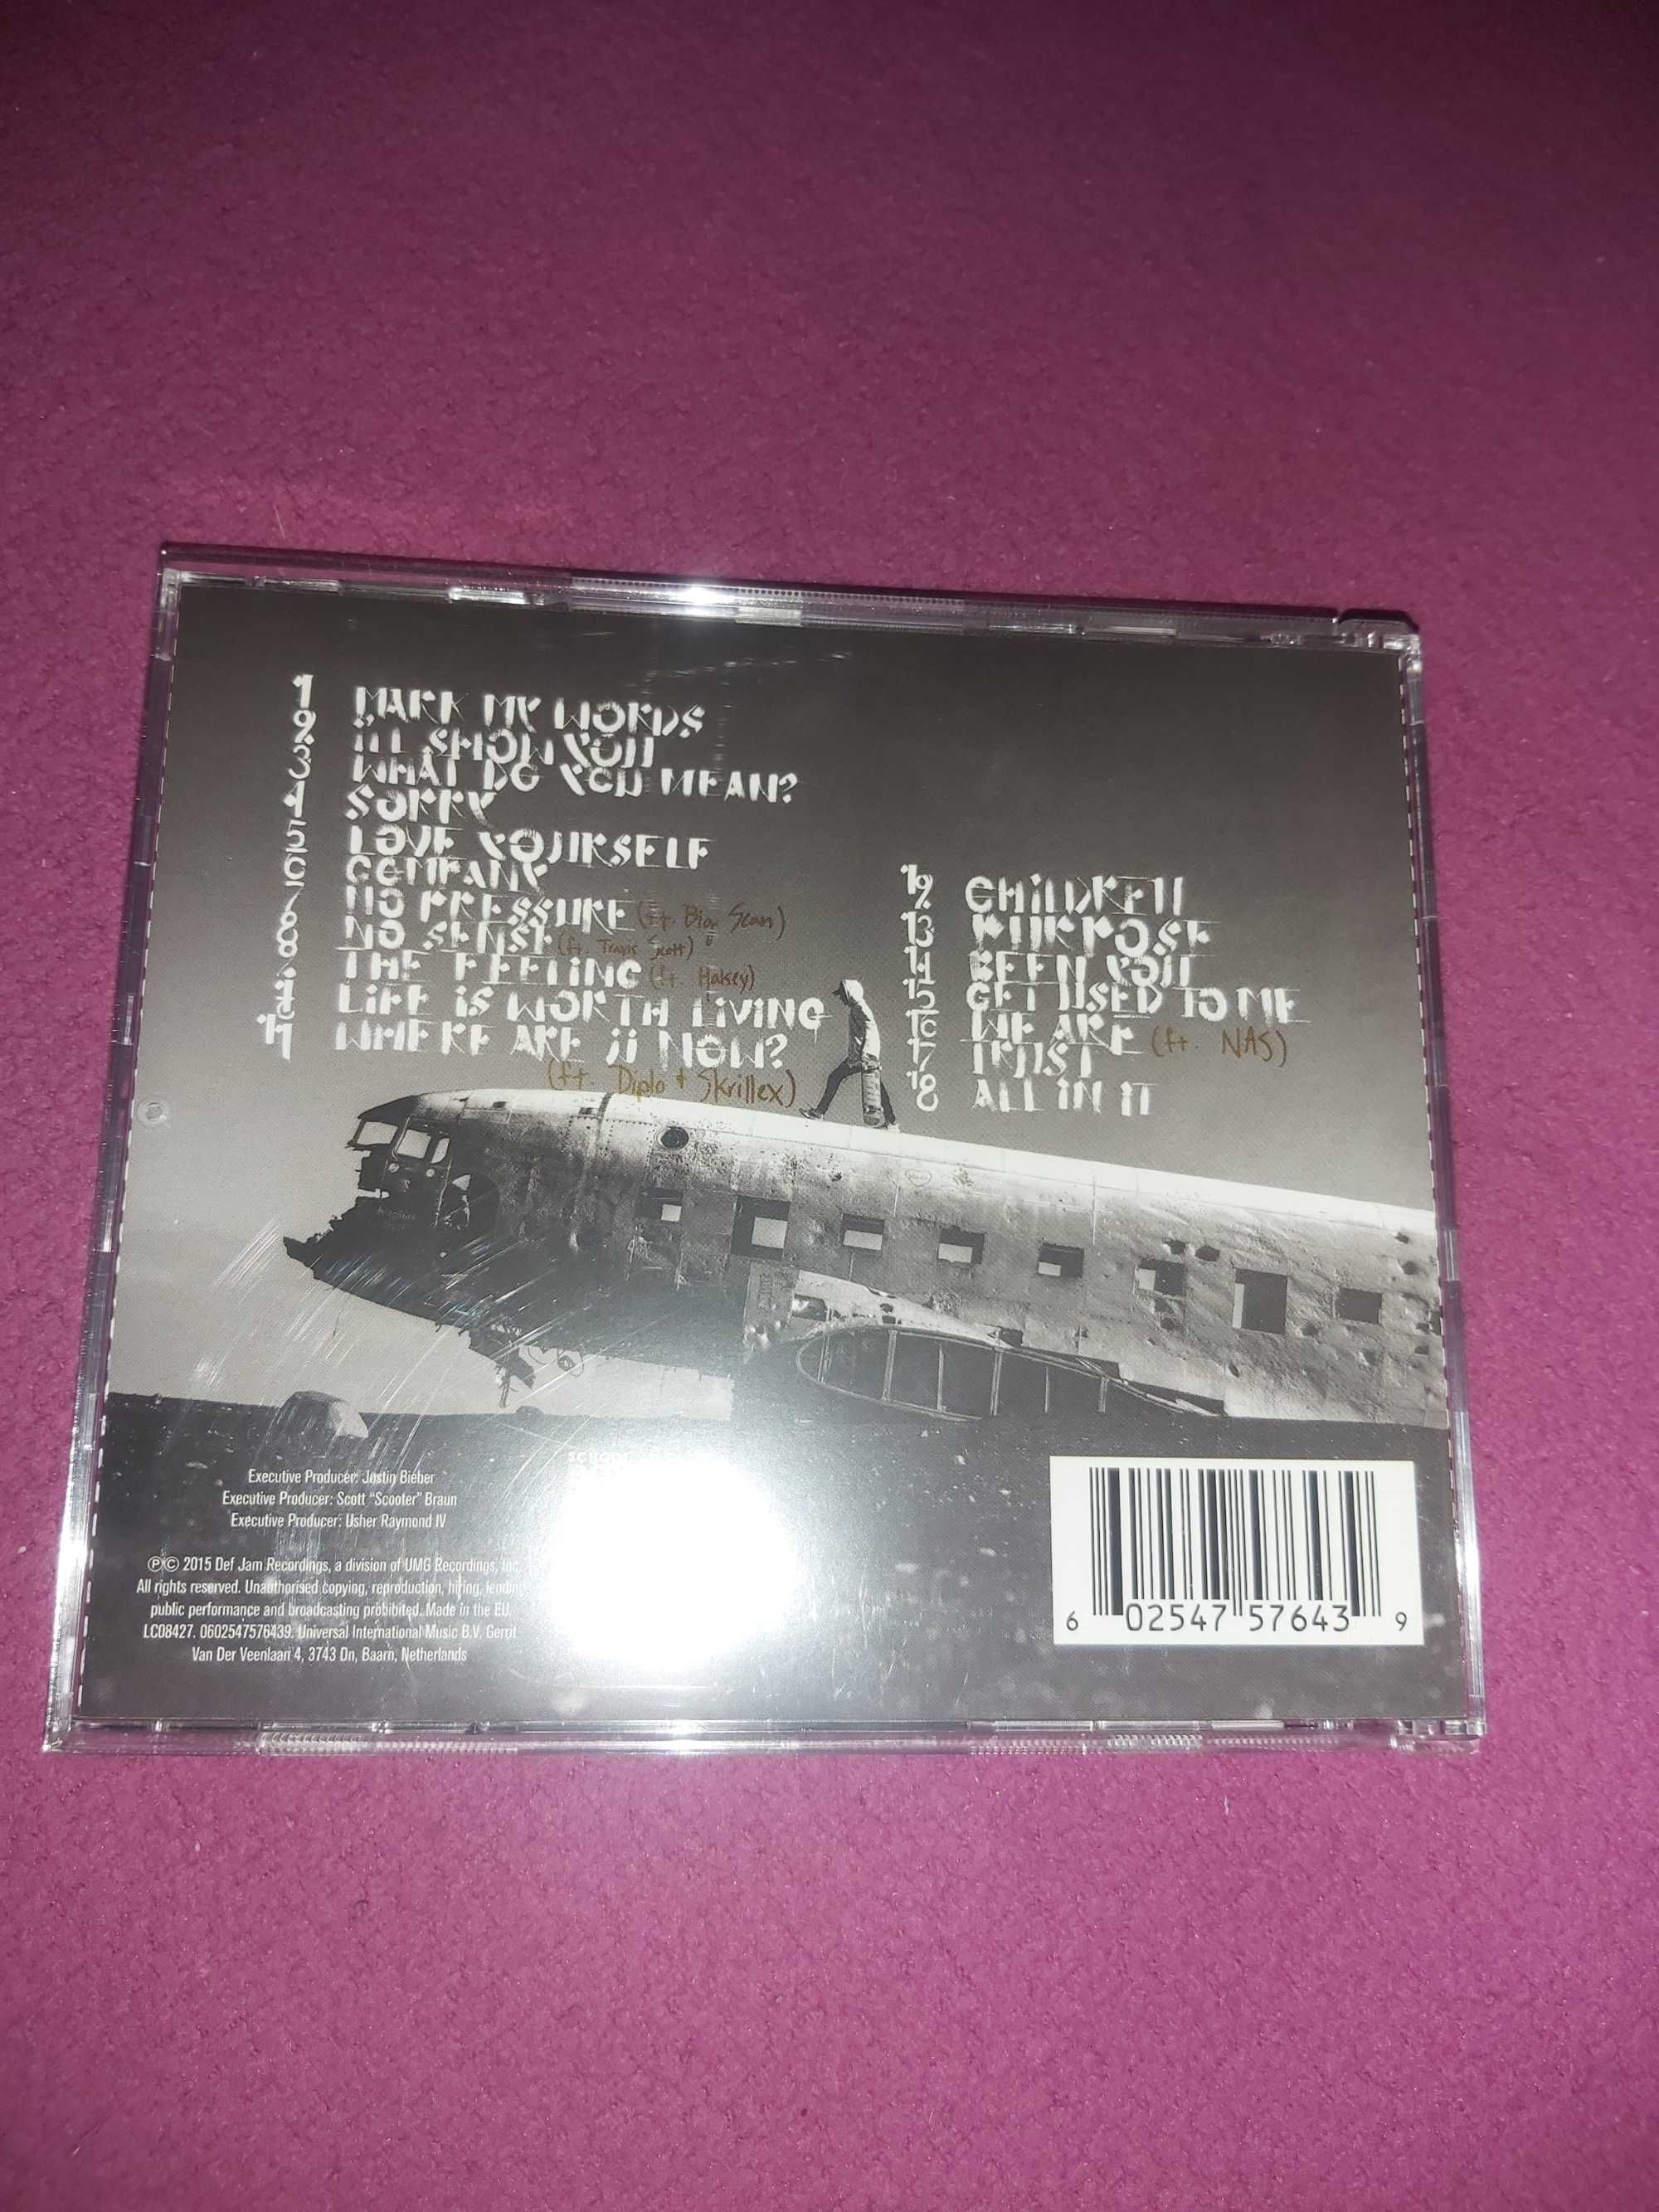 1 MARK MY WORDS
2 I'LL SHOW YOU
3 WHAT DO YOU MEAN?
4 SORRY
5 LOVE YOURSELF
6 COMPANY
7 NO PRESSURE (ft. Big Sean)
8 NO SENSE (ft. Travis Scott)
9 THE FEELING (ft. Halsey)
10 LIFE IS WORTH LIVING
11 WHERE ARE Ü NOW?
(ft. Diplo + Skrillex)
12 CHILDREN
13 PURPOSE
14 BEEN YOU
15 GET USED TO ME
16 WE ARE (ft. NAS)
17 TRUST
18 ALL IN IT
Executive Producer: Justin Bieber
Executive Producer: Scott "Scooter" Braun
Executive Producer: Usher Raymond IV
℗© 2015 Def Jam Recordings, a division of UMG Recordings, Inc.
All rights reserved. Unauthorised copying, reproduction, hiring, lending
public performance and broadcasting prohibited. Made in the EU.
LC08427. 0602547576439. Universal International Music B.V. Gerrit
Van Der Veenlaan 4, 3743 Dn, Baarn, Netherlands
6 02547 57643 9